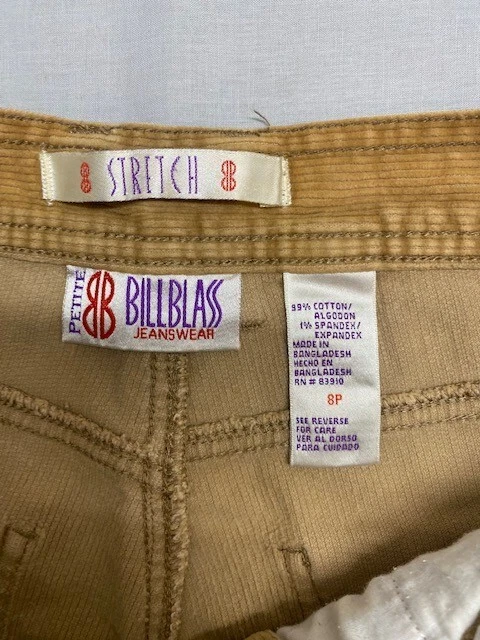 STRETCH
PETITE
BILLBLASS
JEANSWEAR
99% COTTON/
ALGODON
1% SPANDEX/
EXPANDEX
MADE IN
BANGLADESH
HECHO EN
BANGLADESH
RN # 83910
8P
SEE REVERSE
FOR CARE
VER AL DORSO
PARA CUIDADO